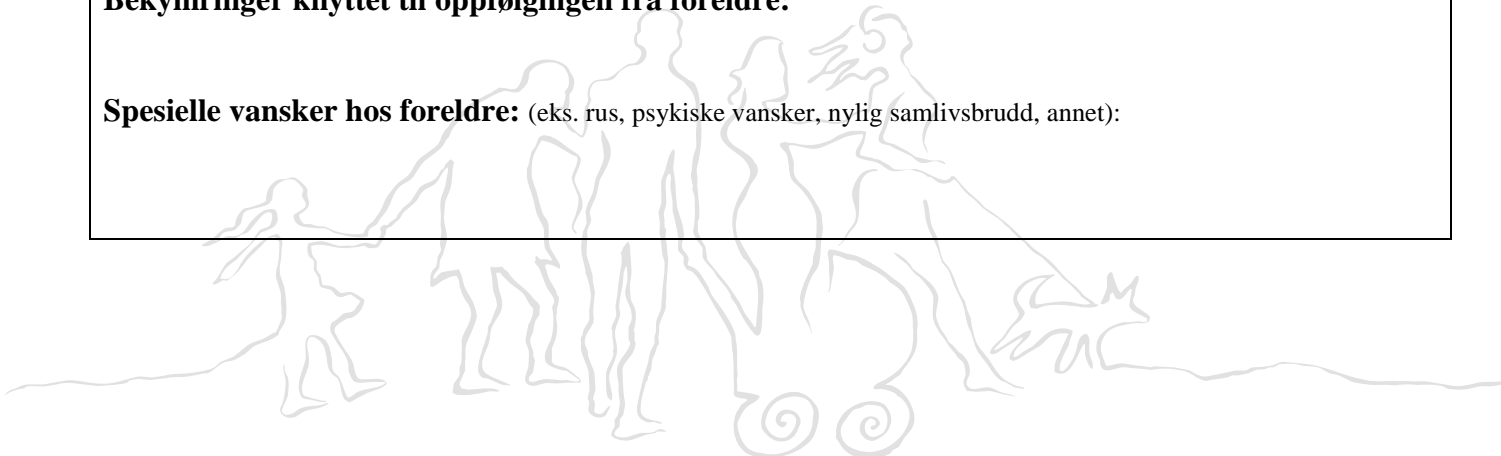 Bekymringer knyttet til oppfølgingen fra foreldre:
Spesielle vansker hos foreldre: (eks. rus, psykiske vansker, nylig samlivsbrudd, annet):